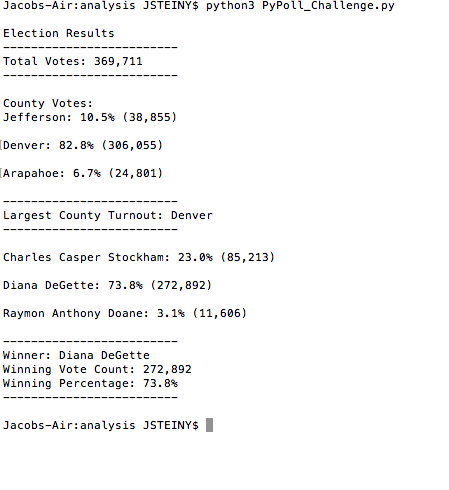 Jacobs-Air:analysis JSTEINY$ python3 PyPoll_Challenge.py
Election Results
-------------------------
Total Votes: 369,711
-------------------------
County Votes:
Jefferson: 10.5% (38,855)
Denver: 82.8% (306,055)
Arapahoe: 6.7% (24,801)
-------------------------
Largest County Turnout: Denver
-------------------------
Charles Casper Stockham: 23.0% (85,213)
Diana DeGette: 73.8% (272,892)
Raymon Anthony Doane: 3.1% (11,606)
-------------------------
Winner: Diana DeGette
Winning Vote Count: 272,892
Winning Percentage: 73.8%
-------------------------
Jacobs-Air:analysis JSTEINY$